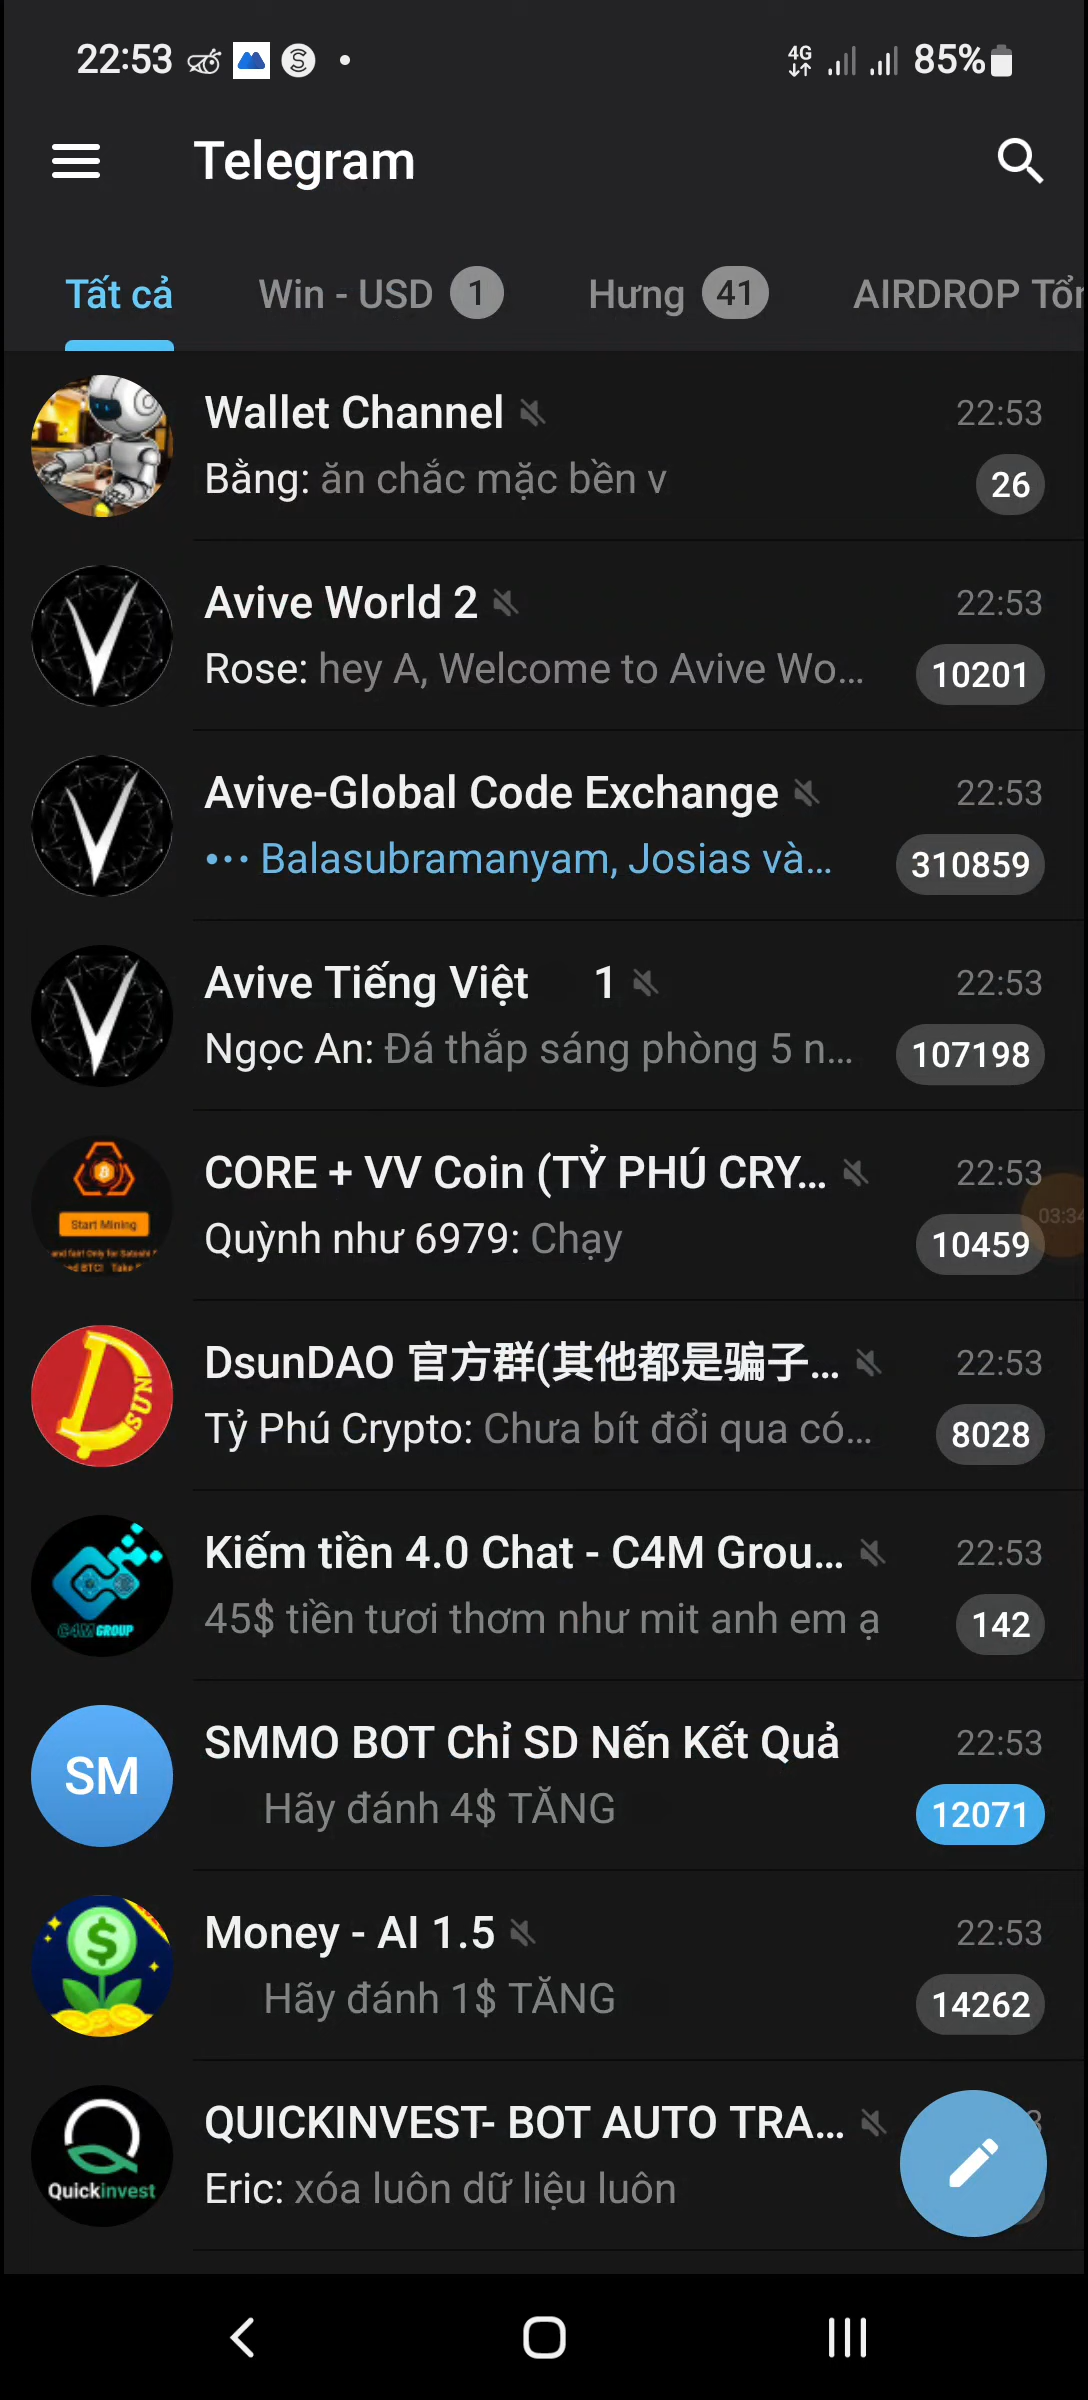 22:53
4G 85%
Telegram
Tất cả Win - USD 1 Hưng 41 AIRDROP Tổn
Wallet Channel 22:53
Bằng: ăn chắc mặc bền v 26
Avive World 2 22:53
Rose: hey A, Welcome to Avive Wo... 10201
Avive-Global Code Exchange 22:53
Balasubramanyam, Josias và... 310859
Avive Tiếng Việt 1 22:53
Ngọc An: Đá thắp sáng phòng 5 n... 107198
CORE + VV Coin (TỶ PHÚ CRY... 22:53
Start Mining
03:34
Quỳnh như 6979: Chạy 10459
DsunDAO 官方群(其他都是骗子... 22:53
DSUN
Tỷ Phú Crypto: Chưa bít đổi qua có... 8028
Kiếm tiền 4.0 Chat - C4M Grou... 22:53
45$ tiền tươi thơm như mit anh em ạ 142
C4M GROUP
SMMO BOT Chỉ SD Nến Kết Quả 22:53
SM
Hãy đánh 4$ TĂNG 12071
Money - AI 1.5 22:53
Hãy đánh 1$ TĂNG 14262
QUICKINVEST- BOT AUTO TRA...
Quickinvest
Eric: xóa luôn dữ liệu luôn